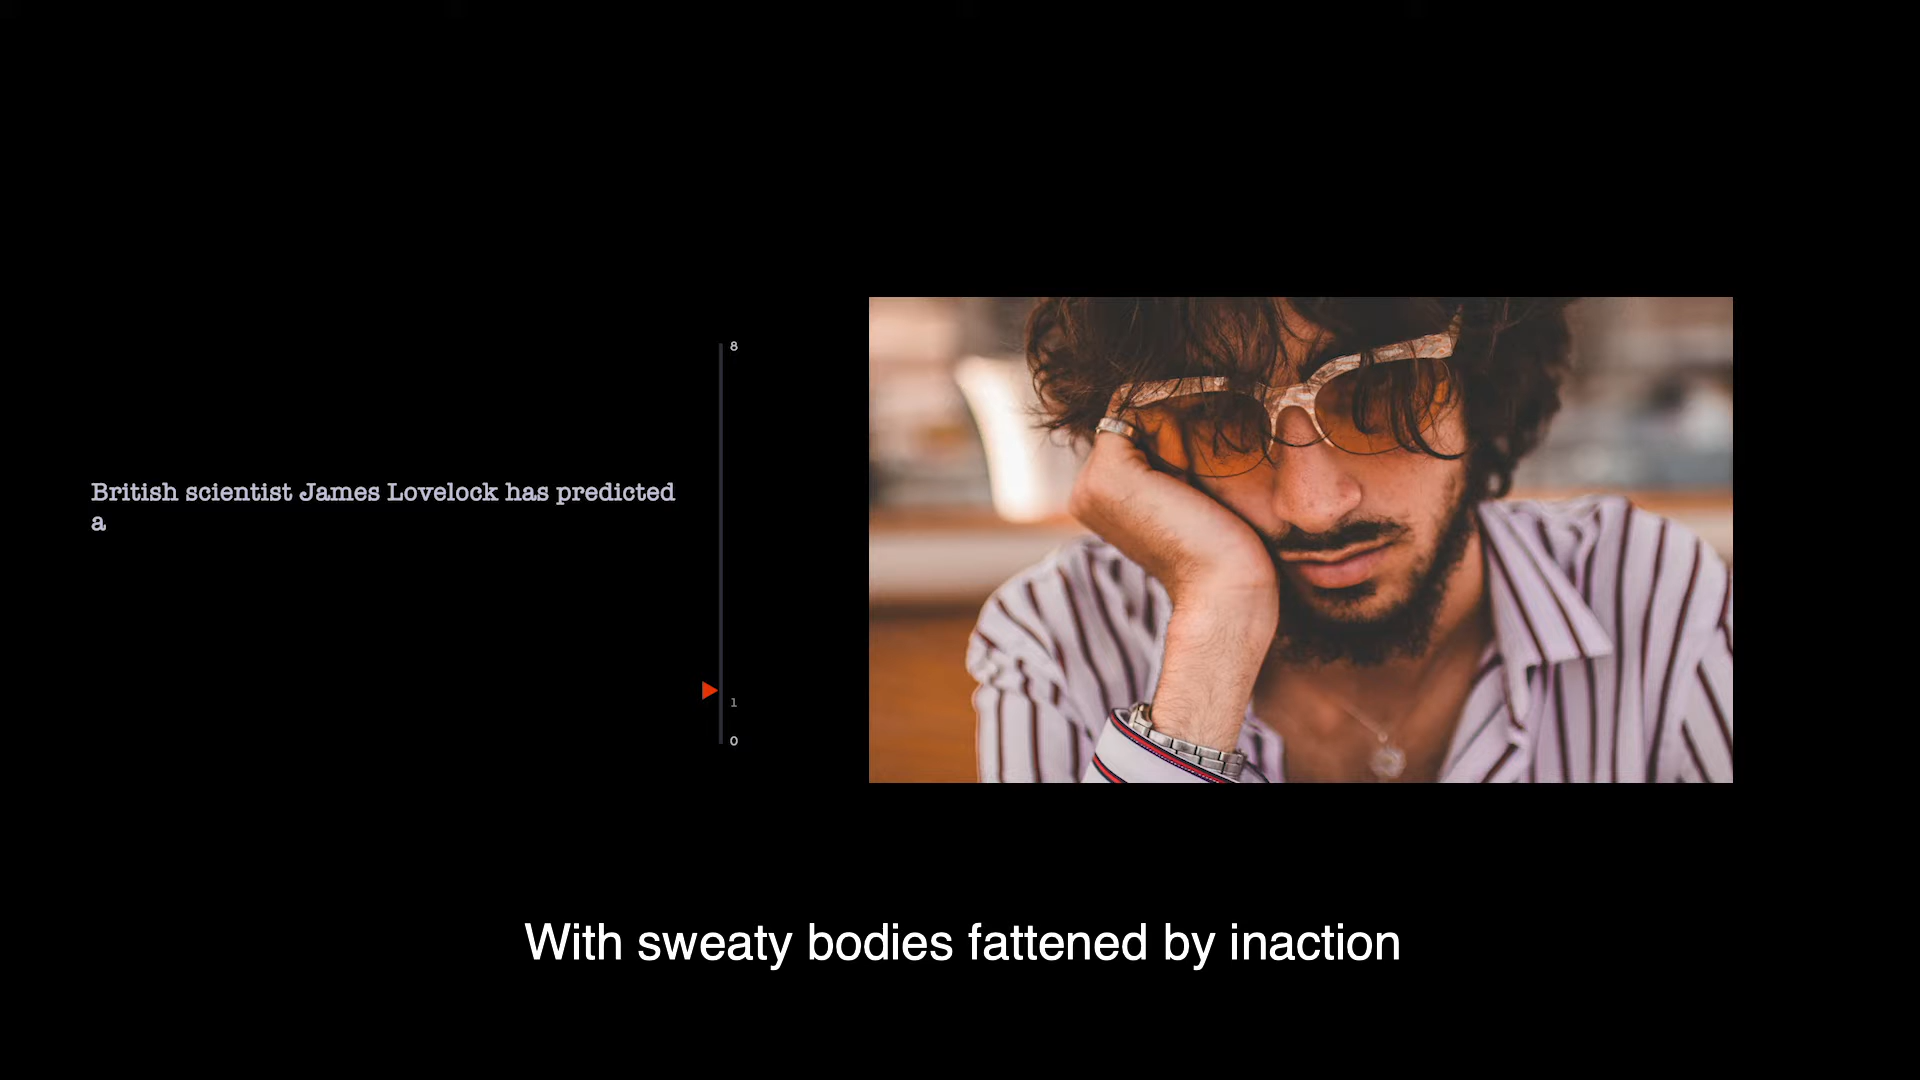 8
British scientist James Lovelock has predicted
a
1
0
With sweaty bodies fattened by inaction